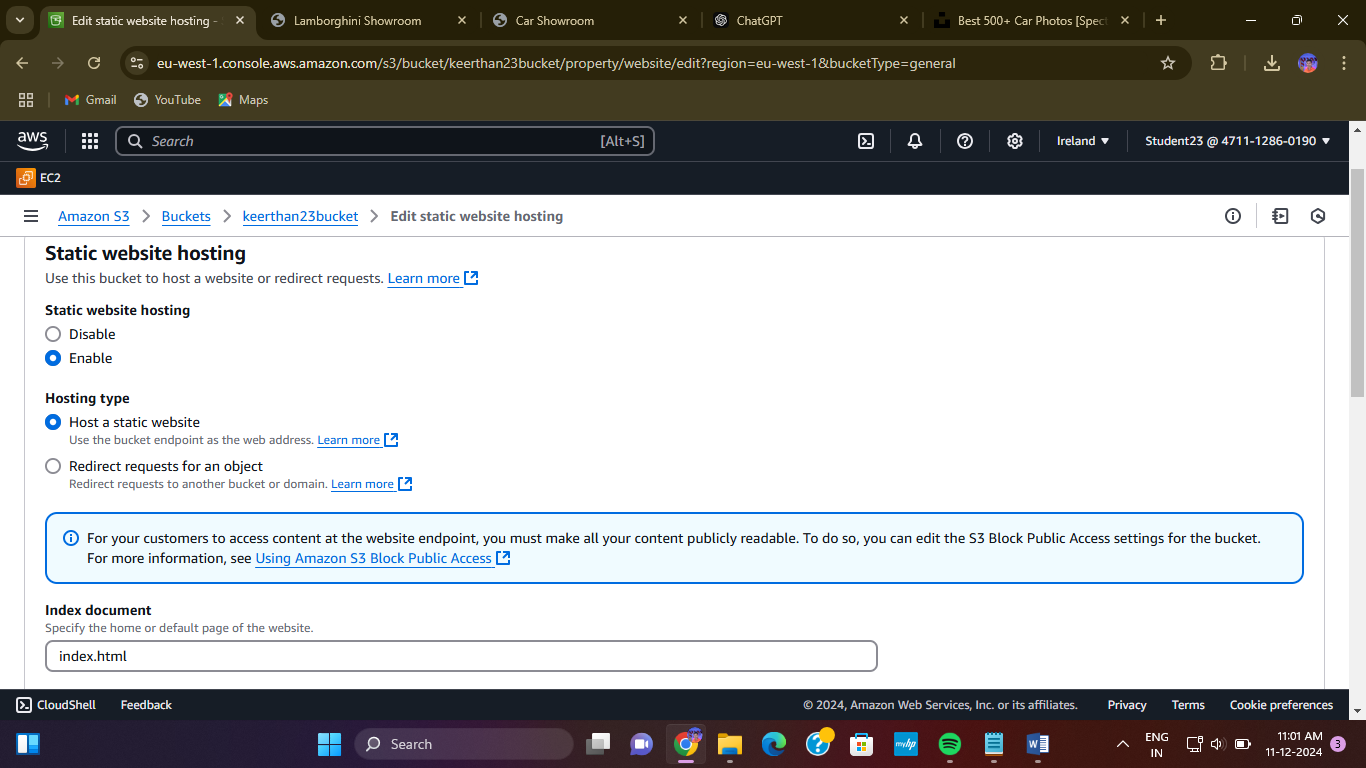 Edit static website hosting -
Lamborghini Showroom
Car Showroom
ChatGPT
Best 500+ Car Photos [Spect
eu-west-1.console.aws.amazon.com/s3/bucket/keerthan23bucket/property/website/edit?region=eu-west-1&bucketType=general
Gmail
YouTube
Maps
aws
Search
[Alt+S]
Ireland
Student23 @ 4711-1286-0190
EC2
Amazon S3
Buckets
keerthan23bucket
Edit static website hosting
Static website hosting
Use this bucket to host a website or redirect requests. Learn more
Static website hosting
Disable
Enable
Hosting type
Host a static website
Use the bucket endpoint as the web address. Learn more
Redirect requests for an object
Redirect requests to another bucket or domain. Learn more
For your customers to access content at the website endpoint, you must make all your content publicly readable. To do so, you can edit the S3 Block Public Access settings for the bucket.
For more information, see Using Amazon S3 Block Public Access
Index document
Specify the home or default page of the website.
index.html
CloudShell
Feedback
© 2024, Amazon Web Services, Inc. or its affiliates.
Privacy
Terms
Cookie preferences
Search
myhp
W
ENG
IN
11:01 AM
11-12-2024
3